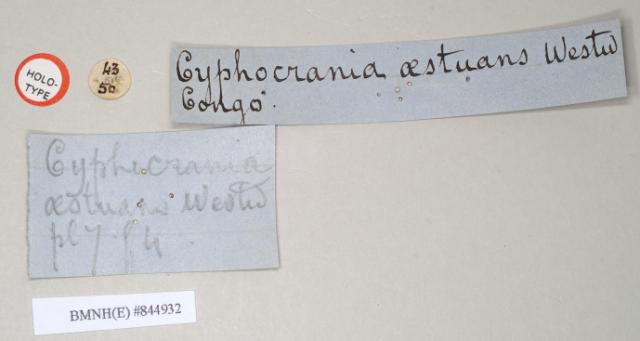 HOLO-
TYPE
43
50
Cyphocrania æstuans Westw
Congo.
Cyphocrania
æstuans Westw
pl 7. f 4
BMNH(E) #844932